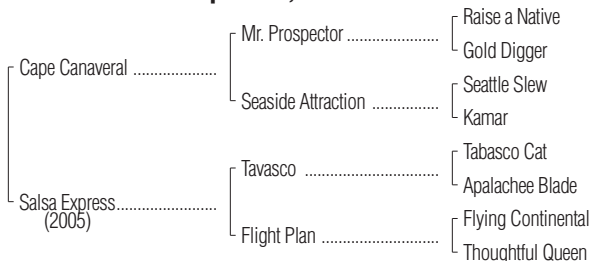 Raise a Native
Mr. Prospector ....................
Gold Digger
Cape Canaveral ..................
Seattle Slew
Seaside Attraction ..............
Kamar
Tabasco Cat
Tavasco .............................
Apalachee Blade
Salsa Express.....................
(2005)
Flying Continental
Flight Plan .........................
Thoughtful Queen